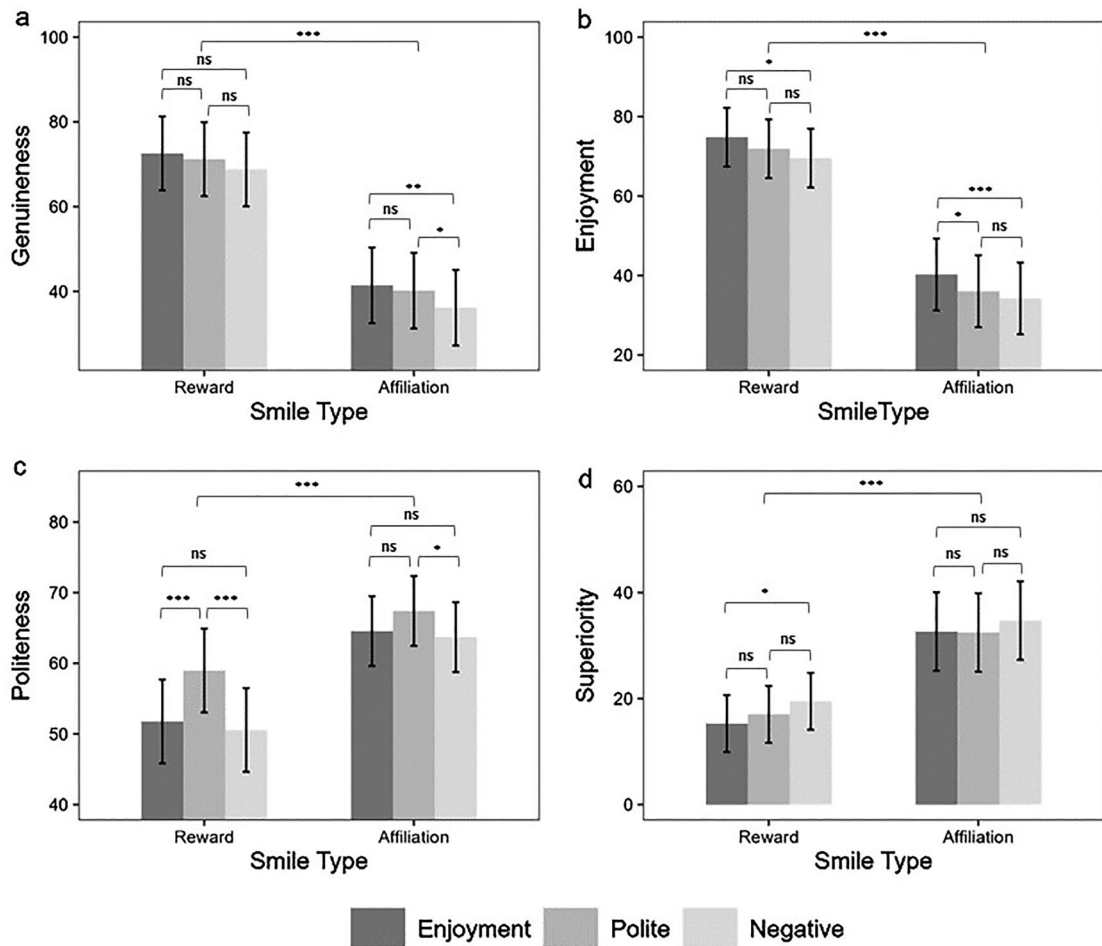 a
100
80
60
40
Genuineness
***
ns
ns
ns
**
ns
*
Reward
Affiliation
Smile Type
b
100
80
60
40
20
Enjoyment
***
*
ns
ns
***
*
ns
Reward
Affiliation
SmileType
c
80
70
60
50
40
Politeness
***
ns
***
***
ns
ns
*
Reward
Affiliation
Smile Type
d
60
40
20
0
Superiority
***
*
ns
ns
ns
ns
ns
Reward
Affiliation
Smile Type
Enjoyment
Polite
Negative